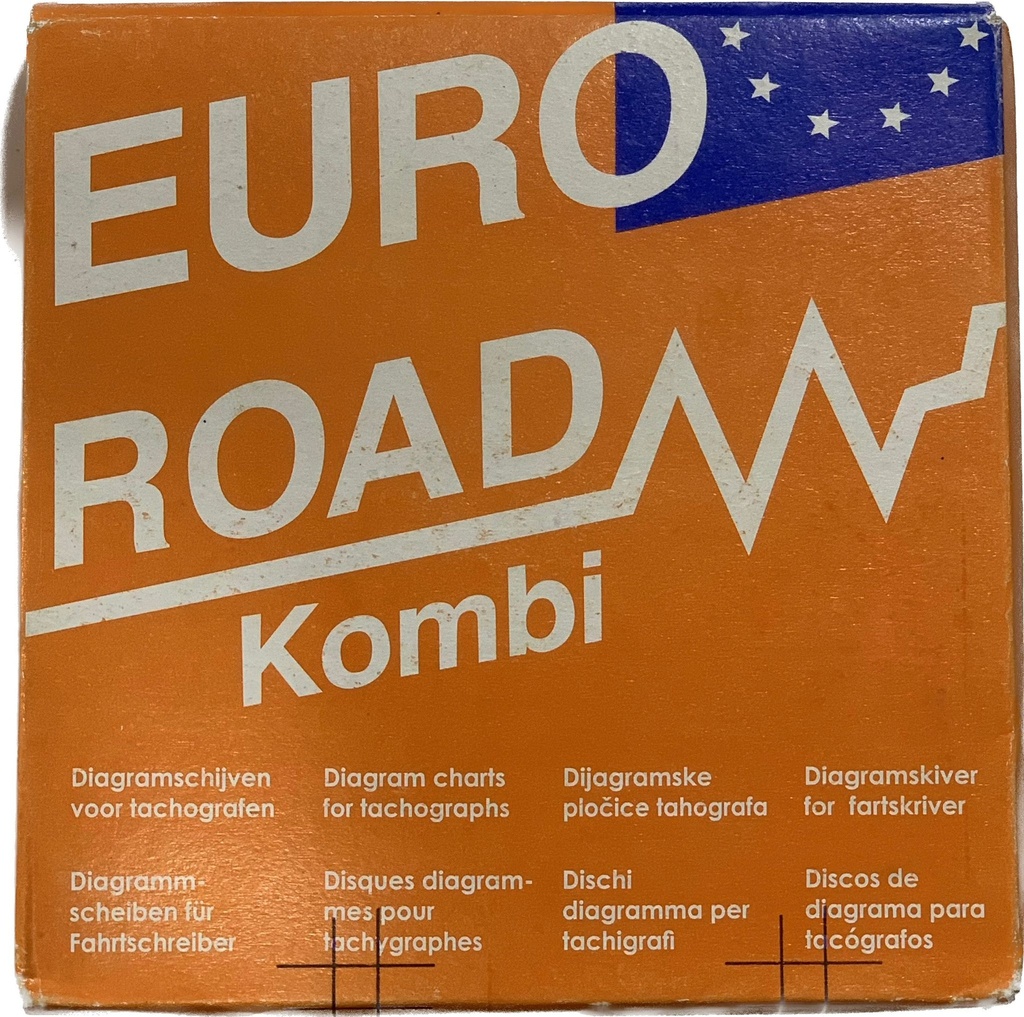 EURO
ROAD
Kombi
Diagramschijven
voor tachografen
Diagram charts
for tachographs
Dijagramske
pločice tahografa
Diagramskiver
for fartskriver
Diagramm-
scheiben für
Fahrtschreiber
Disques diagram-
mes pour
tachygraphes
Dischi
diagramma per
tachigrafi
Discos de
diagrama para
tacógrafos